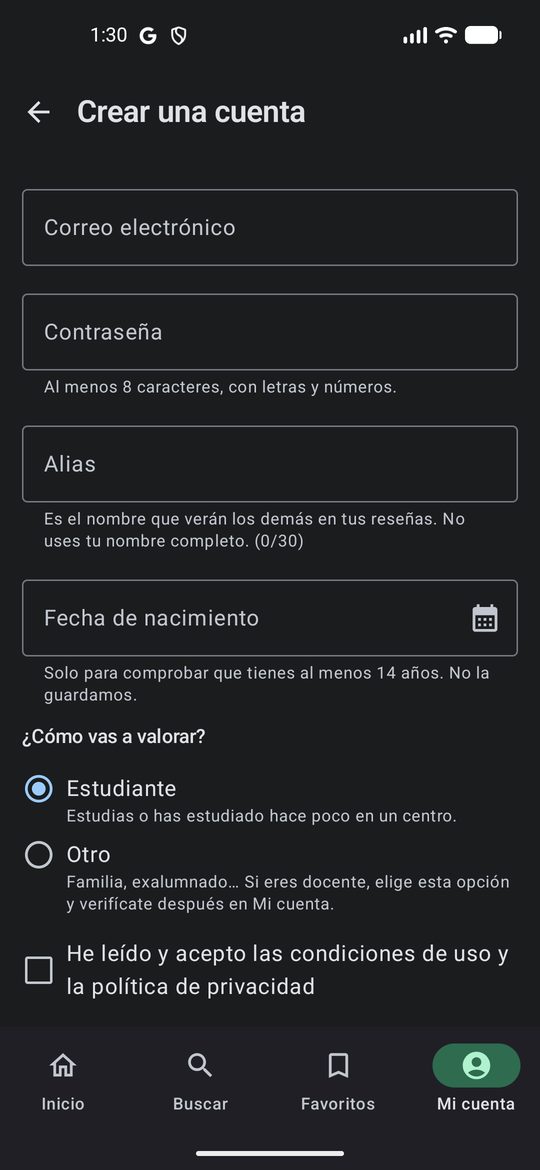 1:30
Crear una cuenta
Correo electrónico
Contraseña
Al menos 8 caracteres, con letras y números.
Alias
Es el nombre que verán los demás en tus reseñas. No
uses tu nombre completo. (0/30)
Fecha de nacimiento
Solo para comprobar que tienes al menos 14 años. No la
guardamos.
¿Cómo vas a valorar?
Estudiante
Estudias o has estudiado hace poco en un centro.
Otro
Familia, exalumnado… Si eres docente, elige esta opción
y verifícate después en Mi cuenta.
He leído y acepto las condiciones de uso y
la política de privacidad
Inicio
Buscar
Favoritos
Mi cuenta